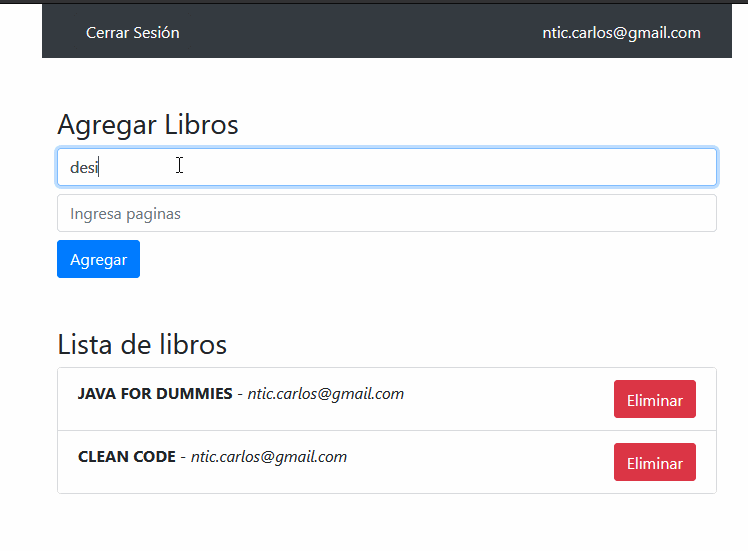 Cerrar Sesión ntic.carlos@gmail.com
Agregar Libros
desi
Ingresa paginas
Agregar
Lista de libros
JAVA FOR DUMMIES - ntic.carlos@gmail.com Eliminar
CLEAN CODE - ntic.carlos@gmail.com Eliminar